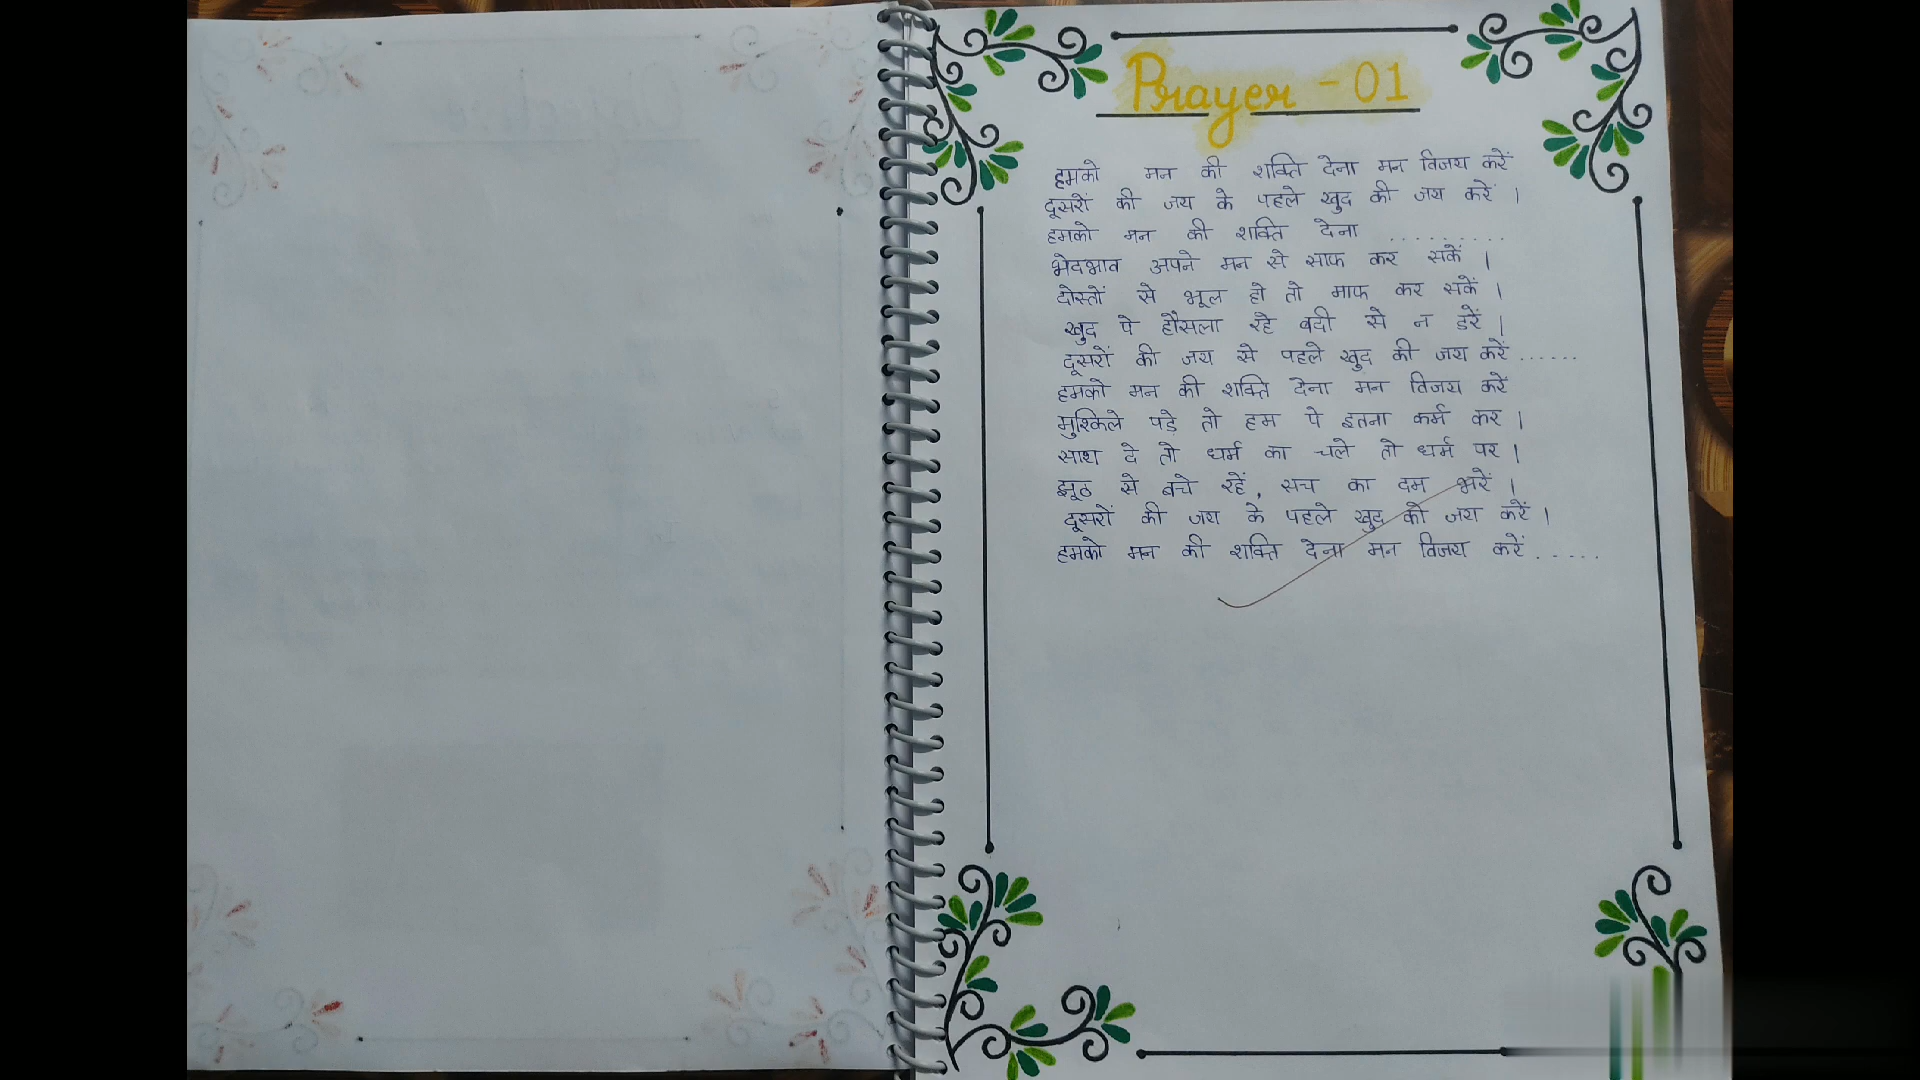 Prayer - 01
हमको मन की शक्ति देना मन विजय करें
दूसरों की जय के पहले खुद की जय करें ।
हमको मन की शक्ति देना ..........
भेदभाव अपने मन से साफ कर सकें ।
दोस्तों से भूल हो तो माफ कर सकें ।
खुद पे हौसला रहे बदी से न डरें ।
दूसरों की जय से पहले खुद की जय करें ......
हमको मन की शक्ति देना मन विजय करें
मुश्किले पड़े तो हम पे इतना कर्म कर ।
साथ दे तो धर्म का चले तो धर्म पर ।
झूठ से बचे रहें, सच का दम भरें ।
दूसरों की जय के पहले खुद की जय करें ।
हमको मन की शक्ति देना मन विजय करें .....